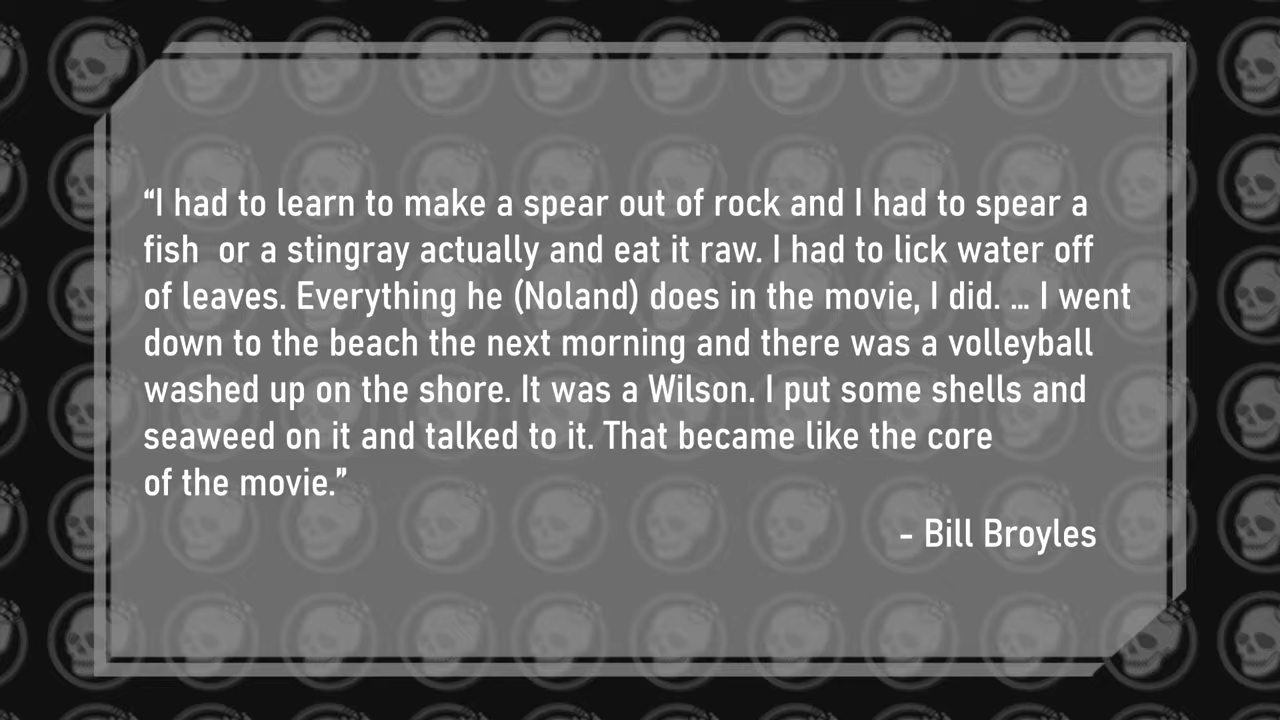 “I had to learn to make a spear out of rock and I had to spear a
fish  or a stingray actually and eat it raw. I had to lick water off
of leaves. Everything he (Noland) does in the movie, I did. ... I went
down to the beach the next morning and there was a volleyball
washed up on the shore. It was a Wilson. I put some shells and
seaweed on it and talked to it. That became like the core
of the movie.”
- Bill Broyles